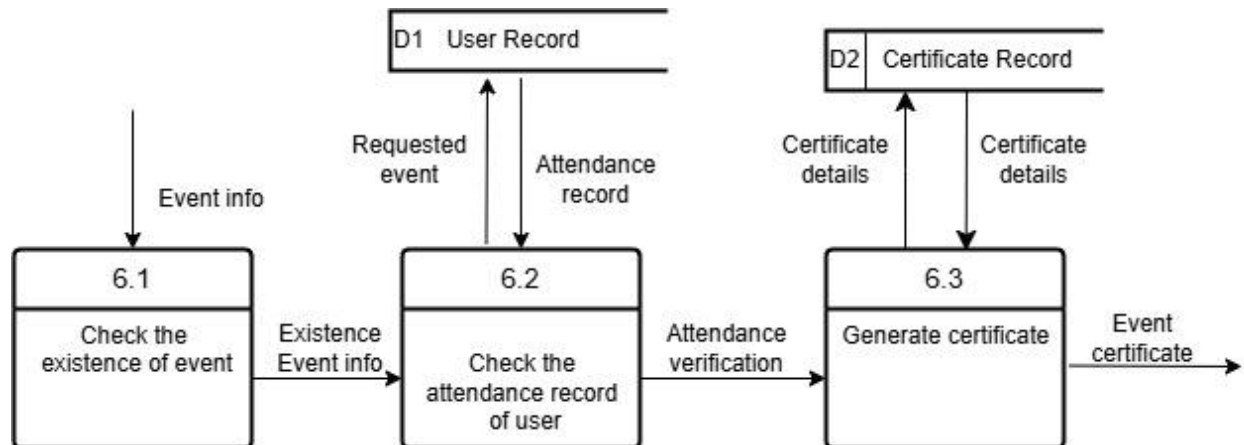 D1 User Record
D2 Certificate Record
Requested
event
Attendance
record
Certificate
details
Certificate
details
Event info
6.1
Check the
existence of event
Existence
Event info
6.2
Check the
attendance record
of user
Attendance
verification
6.3
Generate certificate
Event
certificate